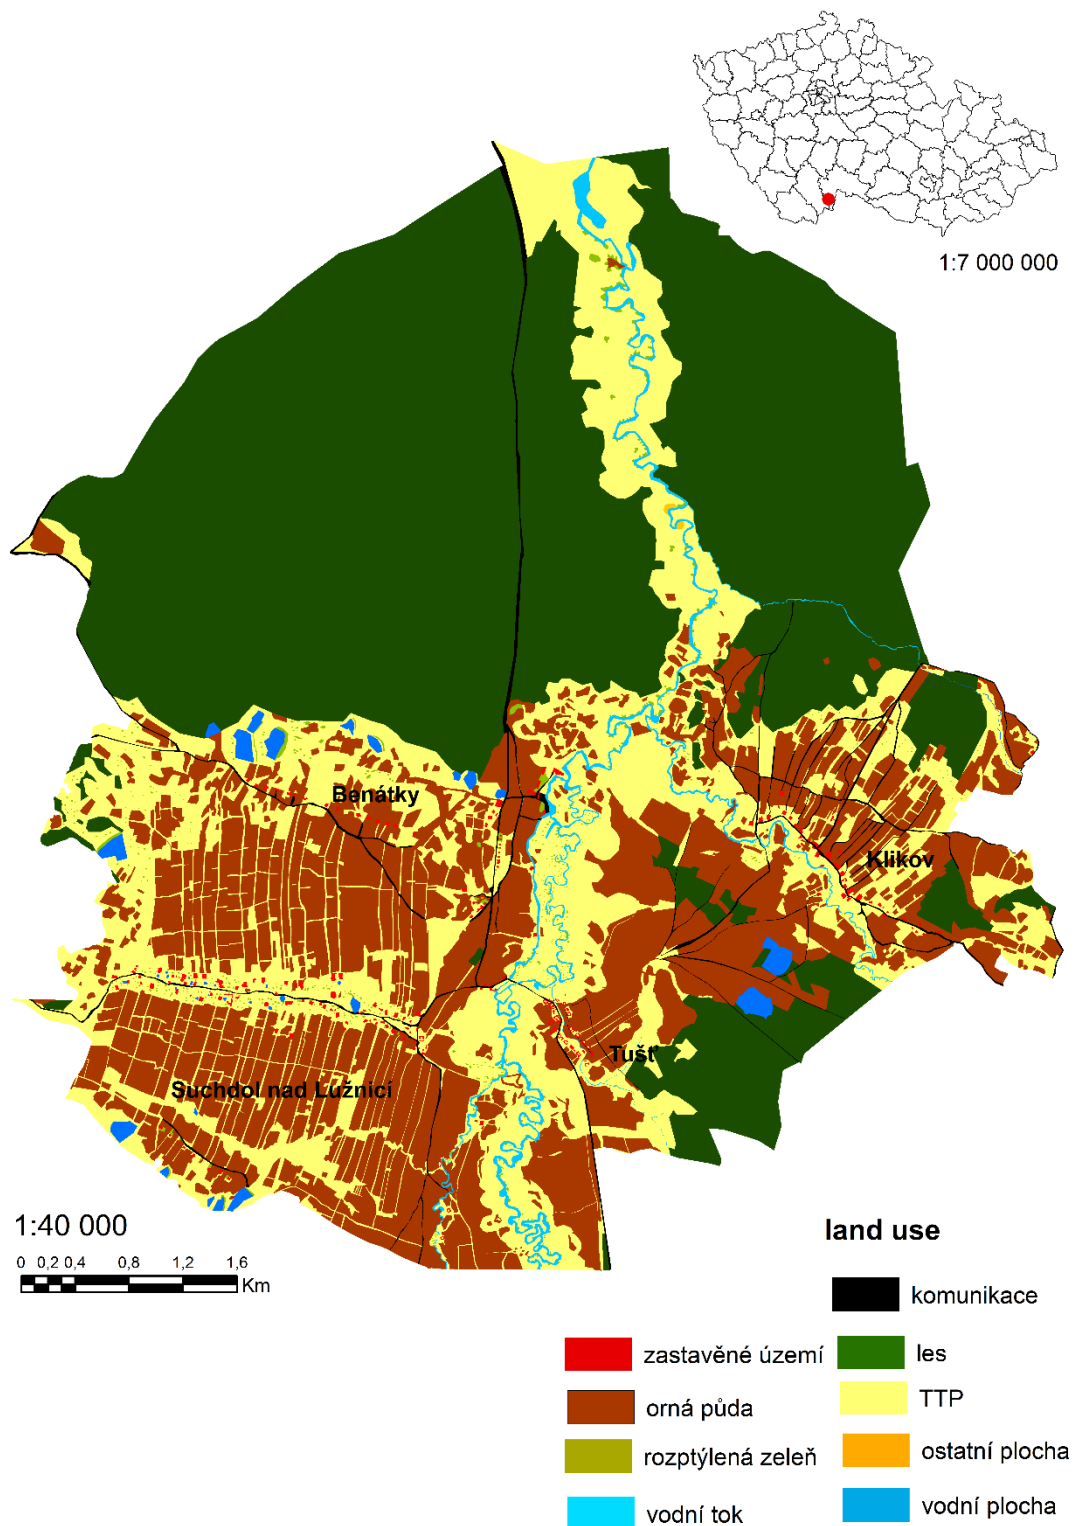 1:7 000 000
Benátky
Klikov
Tušť
Suchdol nad Lužnicí
1:40 000
0 0,2 0,4 0,8 1,2 1,6
Km
land use
komunikace
zastavěné území
les
orná půda
TTP
rozptýlená zeleň
ostatní plocha
vodní tok
vodní plocha